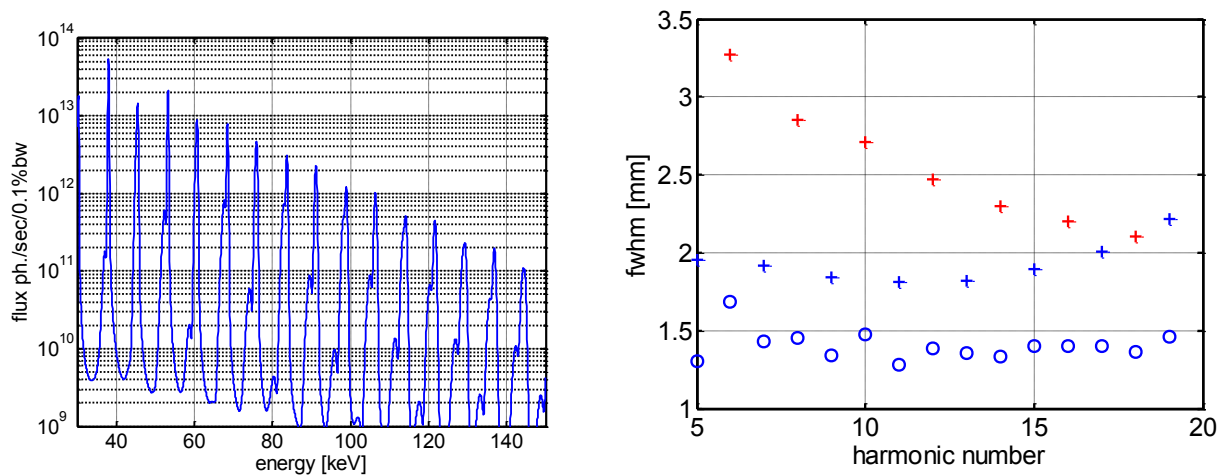 10^14
10^13
10^12
10^11
10^10
10^9
flux ph./sec/0.1%bw
40 60 80 100 120 140
energy [keV]
3.5
3
2.5
2
1.5
1
fwhm [mm]
5 10 15 20
harmonic number